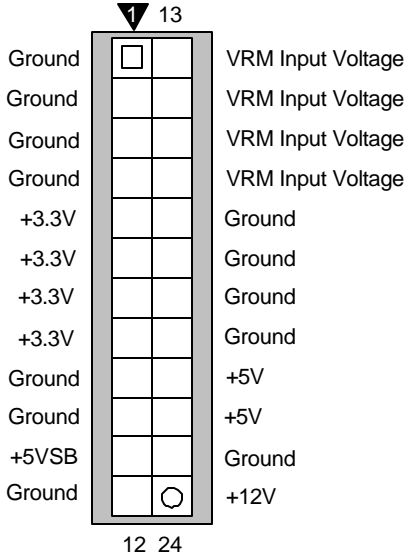 1 13
Ground VRM Input Voltage
Ground VRM Input Voltage
Ground VRM Input Voltage
Ground VRM Input Voltage
+3.3V Ground
+3.3V Ground
+3.3V Ground
+3.3V Ground
Ground +5V
Ground +5V
+5VSB Ground
Ground +12V
12 24